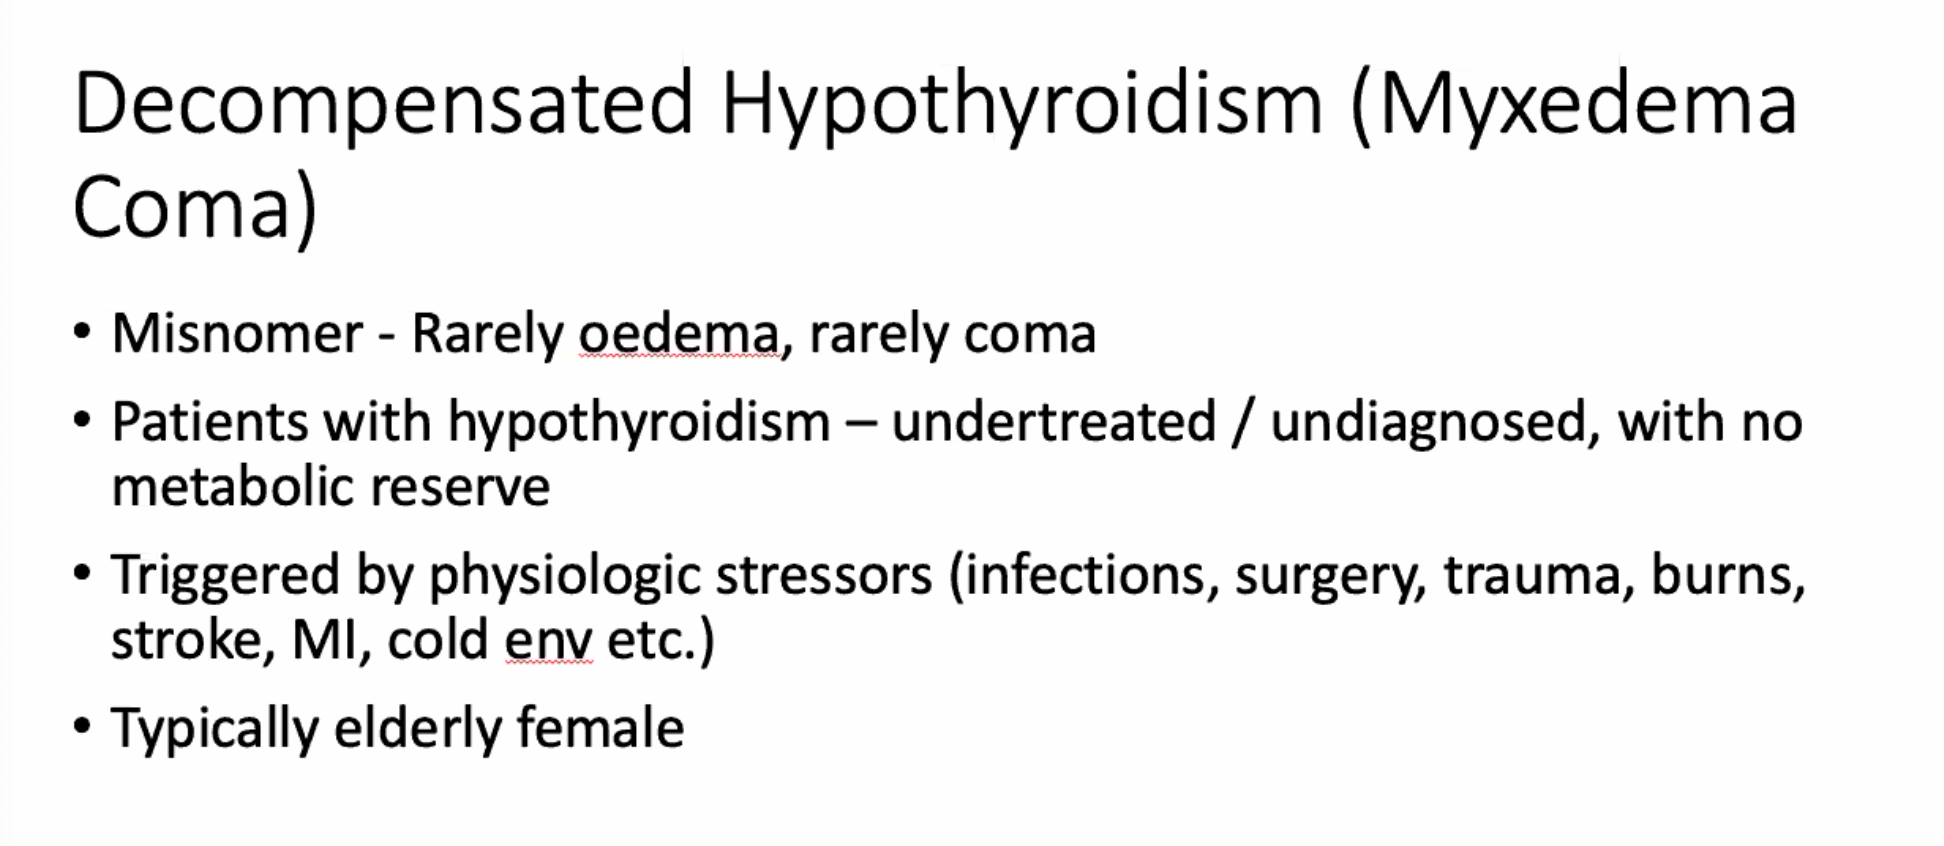 Decompensated Hypothyroidism (Myxedema
Coma)
• Misnomer - Rarely oedema, rarely coma
• Patients with hypothyroidism – undertreated / undiagnosed, with no
metabolic reserve
• Triggered by physiologic stressors (infections, surgery, trauma, burns,
stroke, MI, cold env etc.)
• Typically elderly female